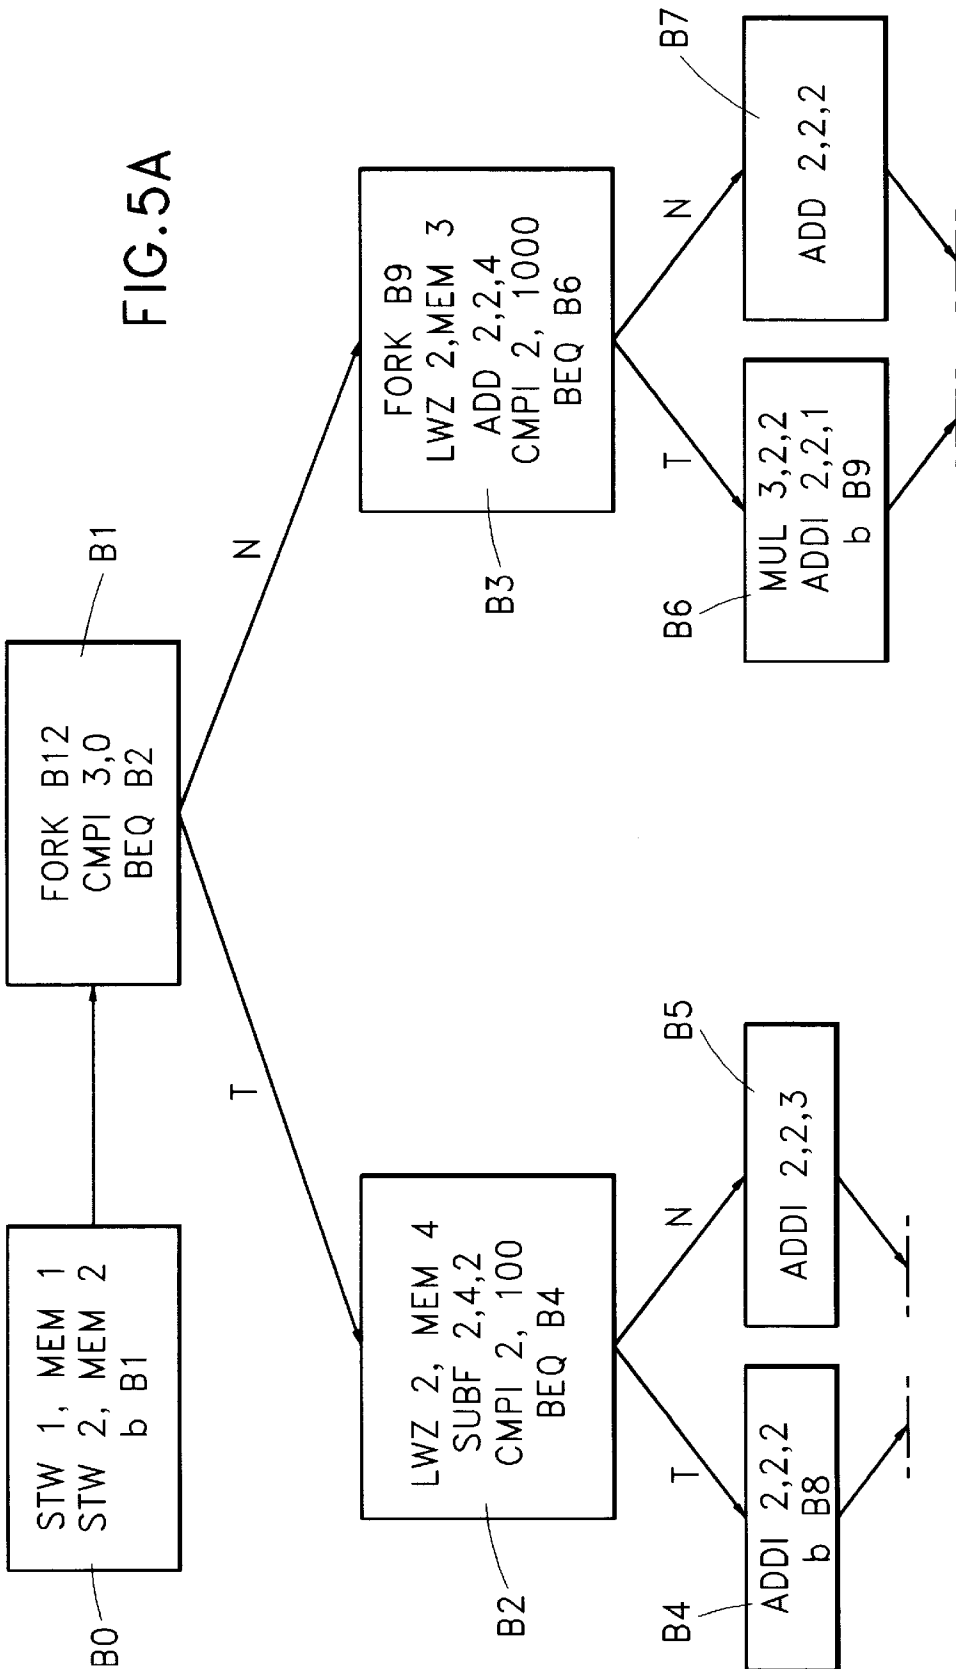 FIG.5A
B0
STW 1, MEM 1
STW 2, MEM 2
b B1
B1
FORK B12
CMPI 3,0
BEQ B2
T
N
B2
LWZ 2, MEM 4
SUBF 2,4,2
CMPI 2, 100
BEQ B4
B3
FORK B9
LWZ 2,MEM 3
ADD 2,2,4
CMPI 2, 1000
BEQ B6
T
N
T
N
B4
ADDI 2,2,2
b B8
B5
ADDI 2,2,3
B6
MUL 3,2,2
ADDI 2,2,1
b B9
B7
ADD 2,2,2